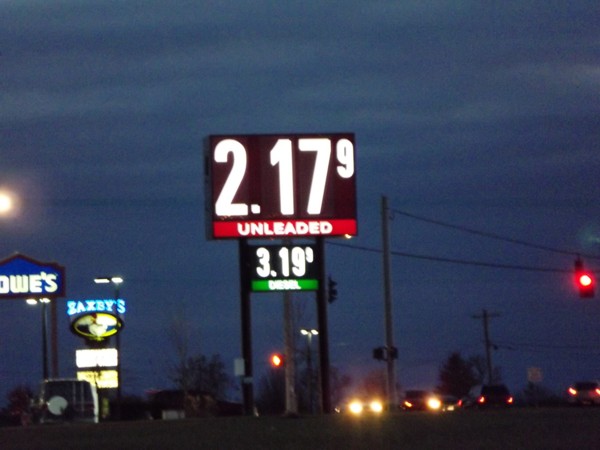 2.179
UNLEADED
3.199
DIESEL
OWE'S
ZAXBY'S